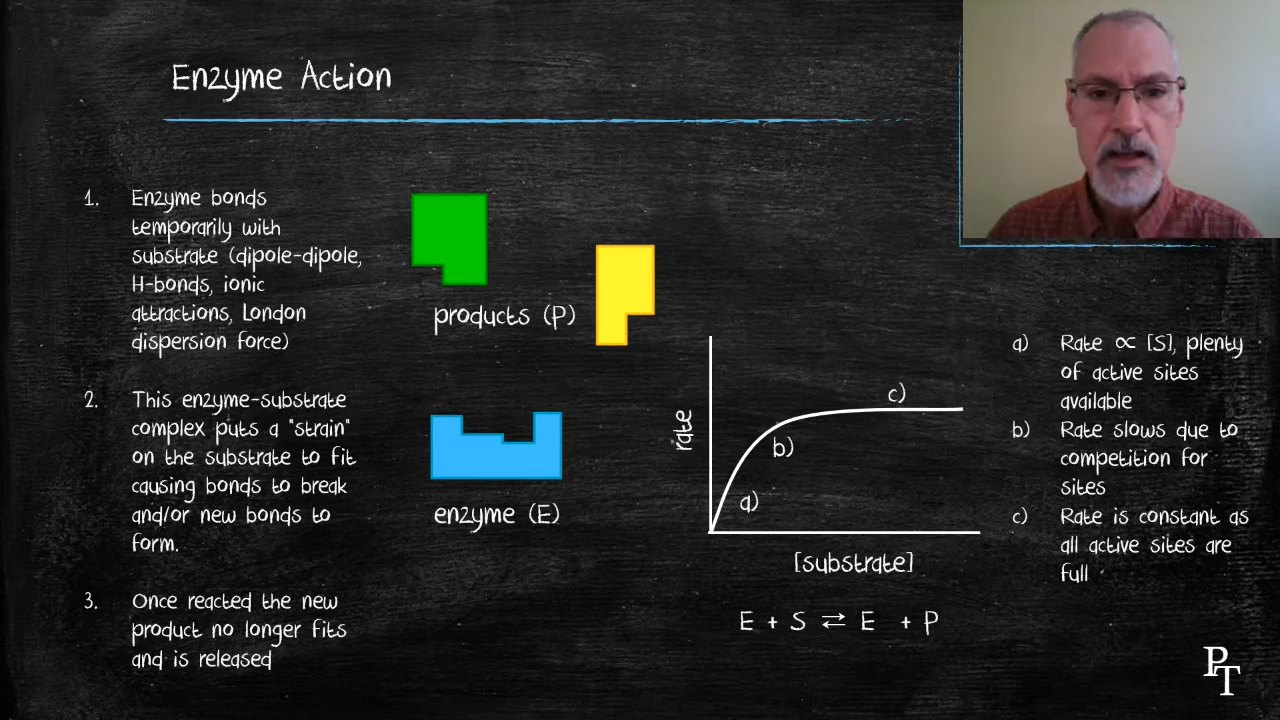 Enzyme Action
1. Enzyme bonds
temporarily with
substrate (dipole-dipole,
H-bonds, ionic
attractions, London
dispersion force)
2. This enzyme-substrate
complex puts a "strain"
on the substrate to fit
causing bonds to break
and/or new bonds to
form.
3. Once reacted the new
product no longer fits
and is released
products (P)
enzyme (E)
rate
a)
b)
c)
[substrate]
E + S ⇄ E + P
a) Rate ∝ [S], plenty
of active sites
available
b) Rate slows due to
competition for
sites
c) Rate is constant as
all active sites are
full
PT